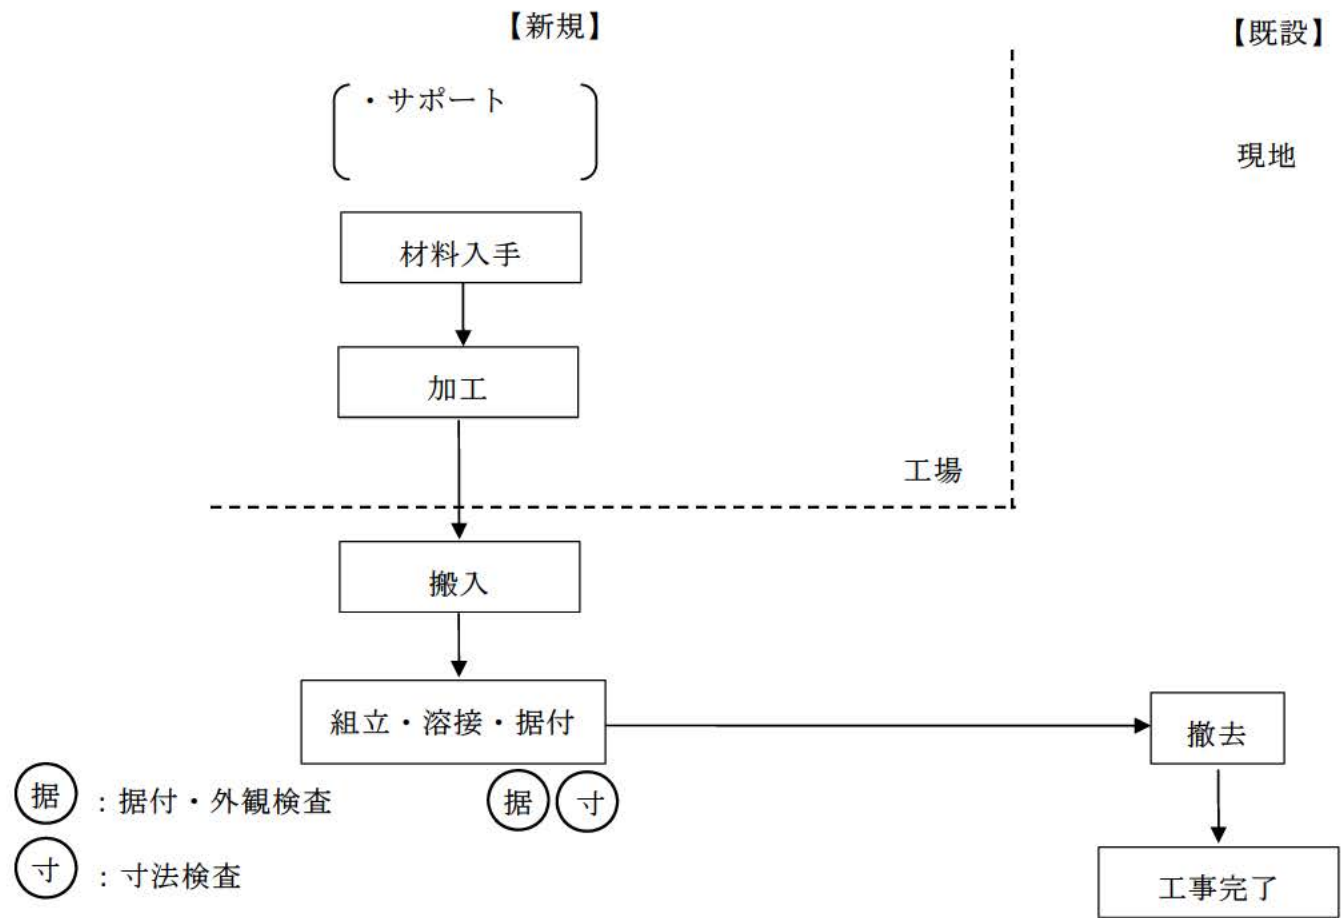 【新規】
【既設】
・サポート
現地
材料入手
加工
工場
搬入
組立・溶接・据付
撤去
据 : 据付・外観検査
据 寸
寸 : 寸法検査
工事完了